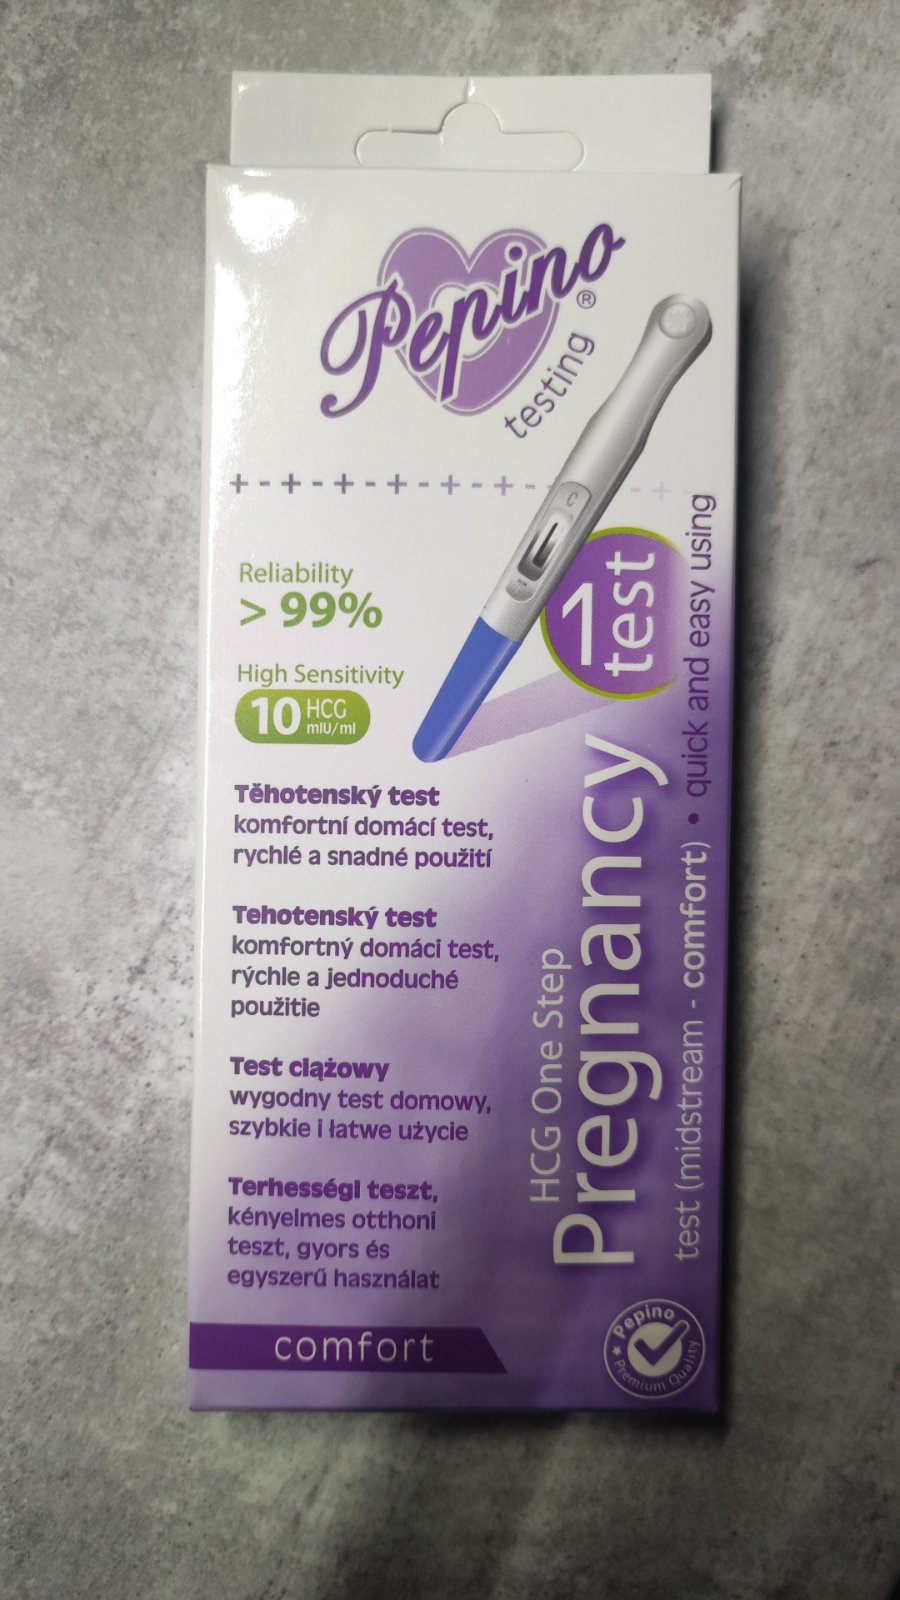 Pepino®
testing
+-+-+-+-+-+-+-+-+
C
Reliability
> 99%
High Sensitivity
10 HCG
mIU/ml
1
test
Těhotenský test
komfortní domácí test,
rychlé a snadné použití
Tehotenský test
komfortný domáci test,
rýchle a jednoduché
použitie
Test ciążowy
wygodny test domowy,
szybkie i łatwe użycie
Terhességi teszt,
kényelmes otthoni
teszt, gyors és
egyszerű használat
HCG One Step
Pregnancy
test (midstream - comfort) • quick and easy using
comfort
Pepino
Premium Quality